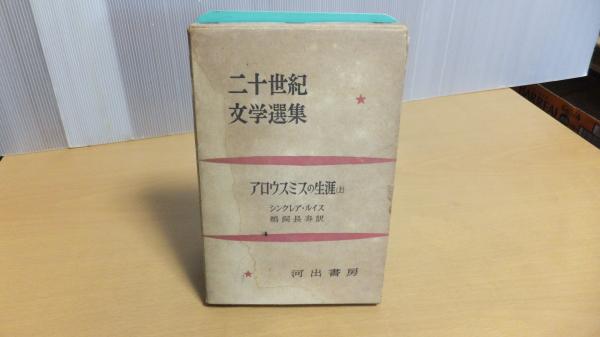 二十世紀
文学選集
アロウスミスの生涯(上)
シンクレア・ルイス
鵜飼長寿訳
河出書房